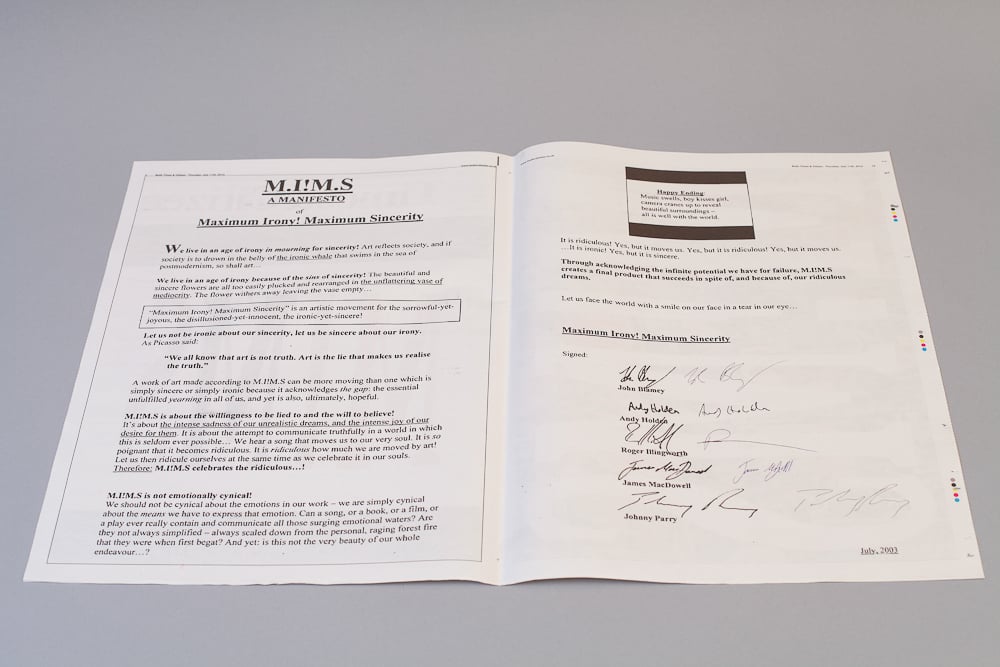 M.I!M.S
A MANIFESTO
of
Maximum Irony! Maximum Sincerity
We live in an age of irony in mourning for sincerity! Art reflects society, and if
society is to drown in the belly of the ironic whale that swims in the sea of
postmodernism, so shall art…
We live in an age of irony because of the sins of sincerity! The beautiful and
sincere flowers are all too easily plucked and rearranged in the unflattering vase of
mediocrity. The flower withers away leaving the vase empty…
"Maximum Irony! Maximum Sincerity" is an artistic movement for the sorrowful-yet-
joyous, the disillusioned-yet-innocent, the ironic-yet-sincere!
Let us not be ironic about our sincerity, let us be sincere about our irony.
As Picasso said:
"We all know that art is not truth. Art is the lie that makes us realise
the truth."
A work of art made according to M.I!M.S can be more moving than one which is
simply sincere or simply ironic because it acknowledges the gap: the essential
unfulfilled yearning in all of us, and yet is also, ultimately, hopeful.
M.I!M.S is about the willingness to be lied to and the will to believe!
It's about the intense sadness of our unrealistic dreams, and the intense joy of our
desire for them. It is about the attempt to communicate truthfully in a world in which
this is seldom ever possible… We hear a song that moves us to our very soul. It is so
poignant that it becomes ridiculous. It is ridiculous how much we are moved by art!
Let us then ridicule ourselves at the same time as we celebrate it in our souls.
Therefore: M.I!M.S celebrates the ridiculous…!
M.I!M.S is not emotionally cynical!
We should not be cynical about the emotions in our work – we are simply cynical
about the means we have to express that emotion. Can a song, or a book, or a film, or
a play ever really contain and communicate all those surging emotional waters? Are
they not always simplified – always scaled down from the personal, raging forest fire
that they were when first begat? And yet: is this not the very beauty of our whole
endeavour…?
Happy Ending:
Music swells, boy kisses girl,
camera cranes up to reveal
beautiful surroundings –
all is well with the world.
It is ridiculous! Yes, but it moves us. Yes, but it is ridiculous! Yes, but it moves us.
…It is ironic! Yes, but it is sincere.
Through acknowledging the infinite potential we have for failure, M.I!M.S
creates a final product that succeeds in spite of, and because of, our ridiculous
dreams.
Let us face the world with a smile on our face in a tear in our eye…
Maximum Irony! Maximum Sincerity
Signed:
John Blamey
Andy Holden Andy Holden
Andy Holden
Roger Illingworth
James MacDowell
James MacDowell
Johnny Parry
July, 2003